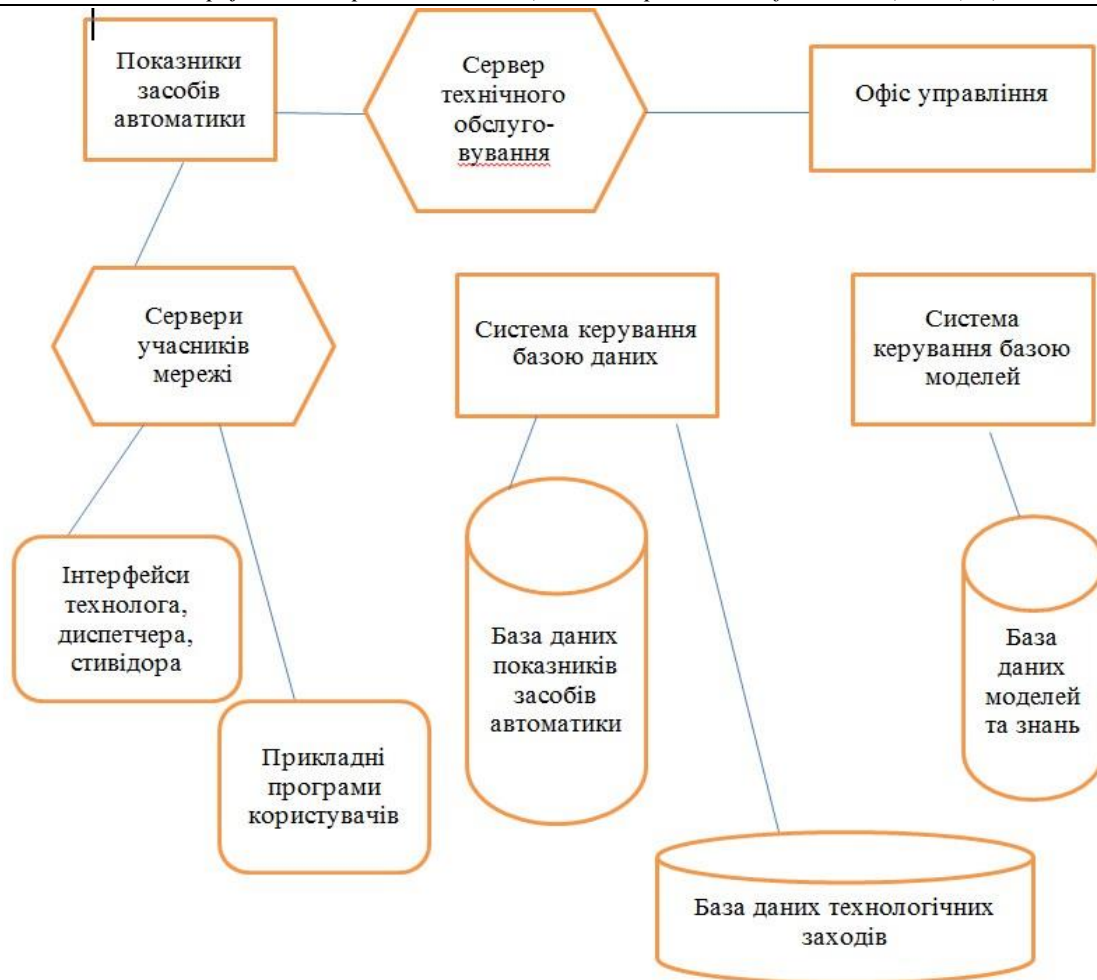 Показники
засобів
автоматики
Сервер
технічного
обслуго-
вування
Офіс управління
Сервери
учасників
мережі
Система керування
базою даних
Система
керування базою
моделей
Інтерфейси
технолога,
диспетчера,
стивідора
База даних
показників
засобів
автоматики
База
даних
моделей
та знань
Прикладні
програми
користувачів
База даних технологічних
заходів